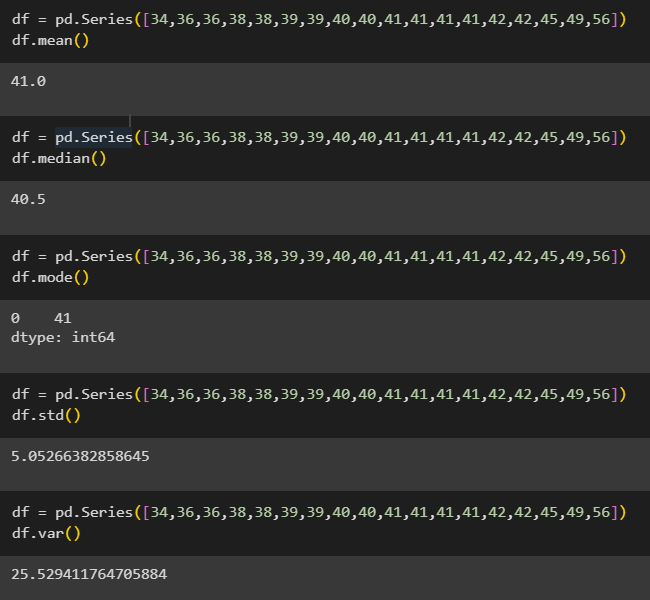 df = pd.Series([34,36,36,38,38,39,39,40,40,41,41,41,41,42,42,45,49,56])
df.mean()
41.0
df = pd.Series([34,36,36,38,38,39,39,40,40,41,41,41,41,42,42,45,49,56])
df.median()
40.5
df = pd.Series([34,36,36,38,38,39,39,40,40,41,41,41,41,42,42,45,49,56])
df.mode()
0    41
dtype: int64
df = pd.Series([34,36,36,38,38,39,39,40,40,41,41,41,41,42,42,45,49,56])
df.std()
5.05266382858645
df = pd.Series([34,36,36,38,38,39,39,40,40,41,41,41,41,42,42,45,49,56])
df.var()
25.529411764705884